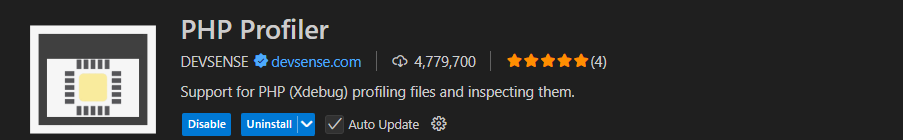 PHP Profiler
DEVSENSE devsense.com 4,779,700 (4)
Support for PHP (Xdebug) profiling files and inspecting them.
Disable Uninstall Auto Update